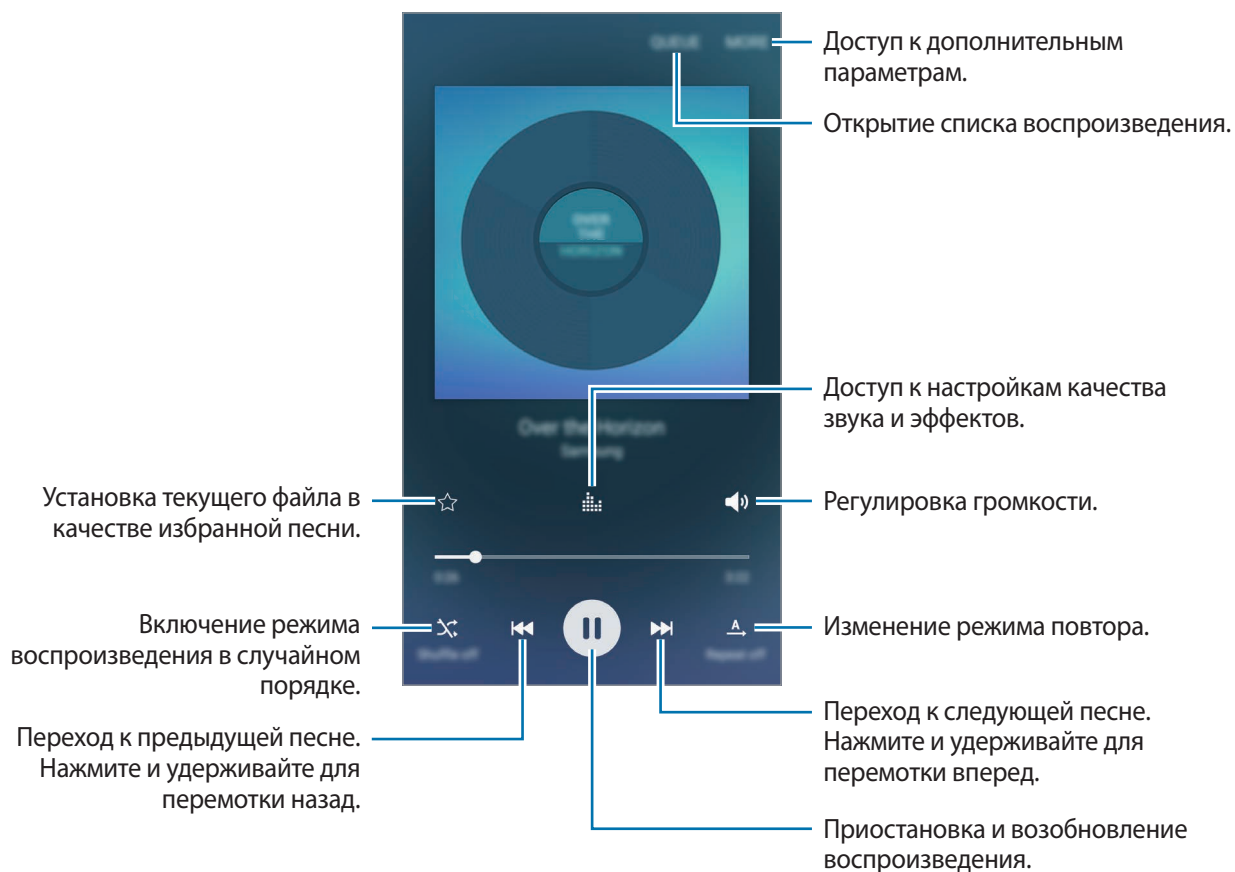 QUEUE MORE
Доступ к дополнительным
параметрам.
Открытие списка воспроизведения.
OVER
THE
HORIZON
Доступ к настройкам качества
звука и эффектов.
Over the Horizon
Samsung
Установка текущего файла в
качестве избранной песни.
Регулировка громкости.
Включение режима
воспроизведения в случайном
порядке.
A
Изменение режима повтора.
Shuffle off
Repeat off
Переход к предыдущей песне.
Нажмите и удерживайте для
перемотки назад.
Переход к следующей песне.
Нажмите и удерживайте для
перемотки вперед.
Приостановка и возобновление
воспроизведения.